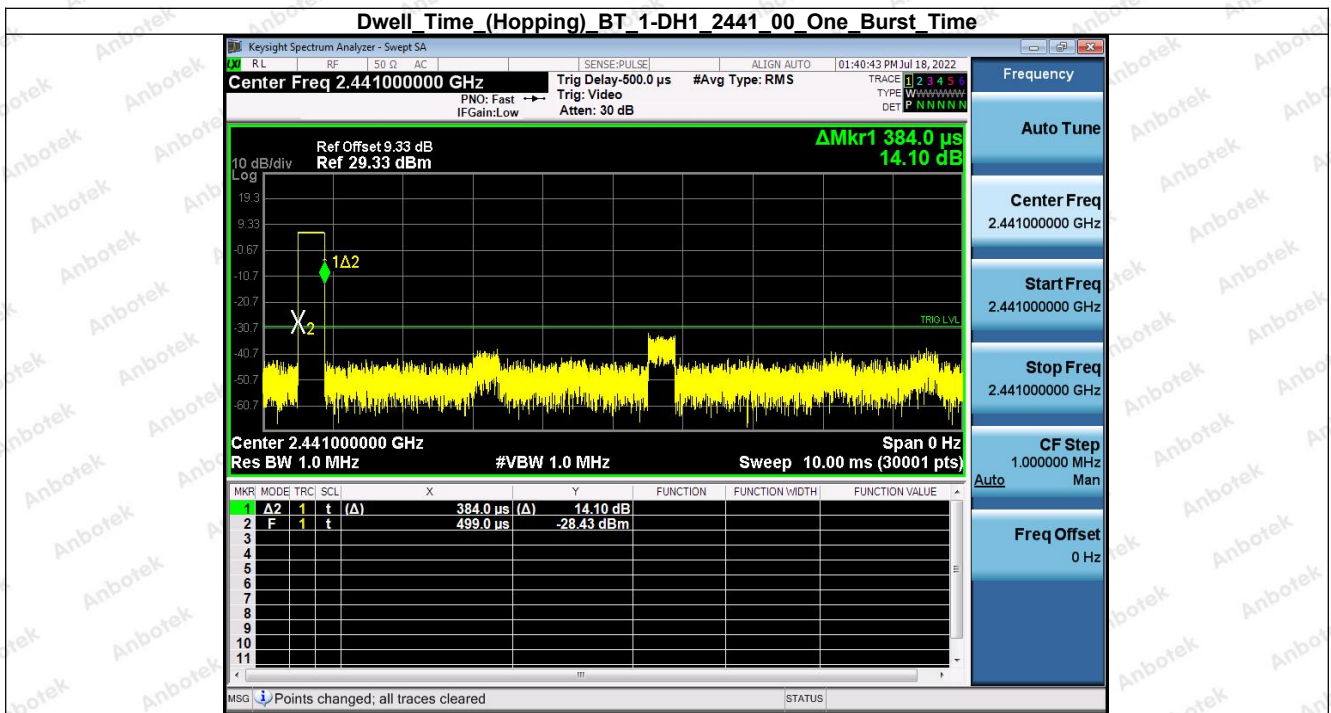 Dwell_Time_(Hopping)_BT_1-DH1_2441_00_One_Burst_Time
Keysight Spectrum Analyzer - Swept SA
LXI RL RF 50 Ω AC SENSE:PULSE ALIGN AUTO 01:40:43 PM Jul 18, 2022
Center Freq 2.441000000 GHz
PNO: Fast
IFGain:Low
Trig Delay-500.0 µs
Trig: Video
Atten: 30 dB
#Avg Type: RMS
TRACE 1 2 3 4 5 6
TYPE WWWWWW
DET P N N N N N
ΔMkr1 384.0 µs
14.10 dB
10 dB/div
Log
Ref Offset 9.33 dB
Ref 29.33 dBm
19.3
9.33
-0.67
-10.7
-20.7
-30.7
-40.7
-50.7
-60.7
1Δ2
X2
TRIG LVL
Center 2.441000000 GHz Span 0 Hz
Res BW 1.0 MHz #VBW 1.0 MHz Sweep 10.00 ms (30001 pts)
MKR MODE TRC SCL X Y FUNCTION FUNCTION WIDTH FUNCTION VALUE
1 Δ2 1 t (Δ) 384.0 µs (Δ) 14.10 dB
2 F 1 t 499.0 µs -28.43 dBm
3
4
5
6
7
8
9
10
11
MSG Points changed; all traces cleared STATUS
Frequency
Auto Tune
Center Freq
2.441000000 GHz
Start Freq
2.441000000 GHz
Stop Freq
2.441000000 GHz
CF Step
1.000000 MHz
Auto Man
Freq Offset
0 Hz
Anbotek